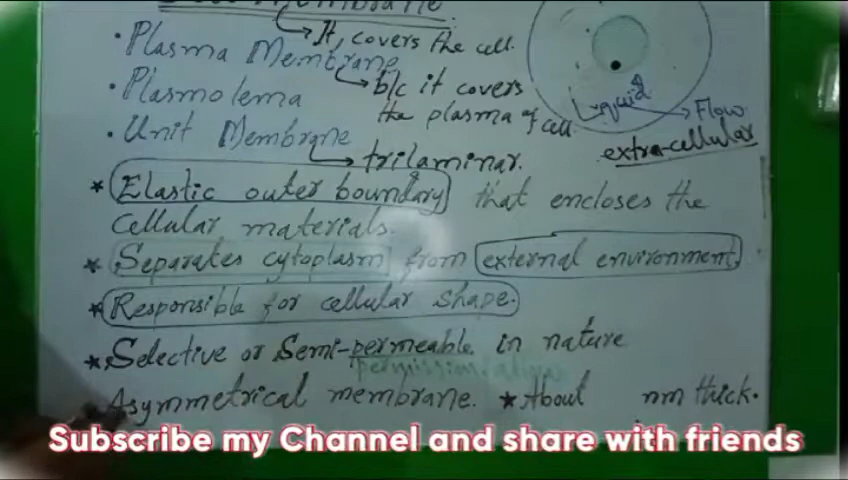 Cell Membrane
It, covers the cell.
• Plasma Membrane
b/c it covers
the plasma of cell.
• Plasmolema
• Unit Membrane
trilaminar.
Liquid
Flow
extra-cellular
* Elastic outer boundary that encloses the
cellular materials.
* Separates cytoplasm from external environment.
* Responsible for cellular shape.
* Selective or Semi-permeable in nature
Asymmetrical membrane. * About nm thick.
Subscribe my Channel and share with friends